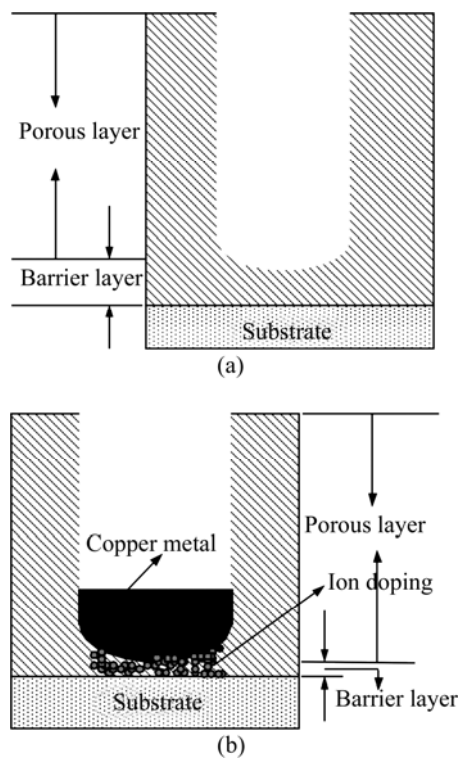 Porous layer
Barrier layer
Substrate
(a)
Copper metal
Porous layer
Ion doping
Substrate
Barrier layer
(b)